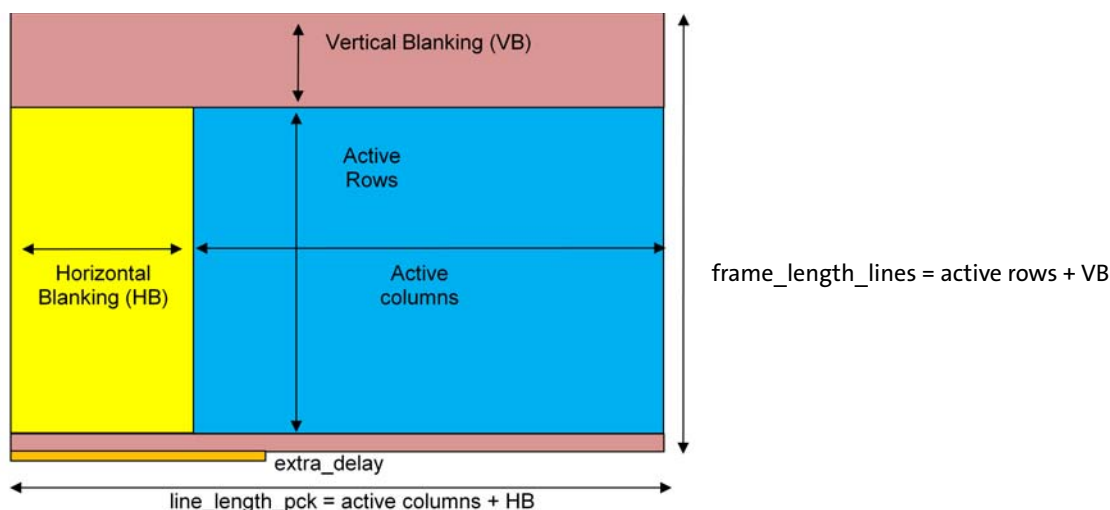 Vertical Blanking (VB)
Active
Rows
Horizontal
Blanking (HB)
Active
columns
frame_length_lines = active rows + VB
extra_delay
line_length_pck = active columns + HB